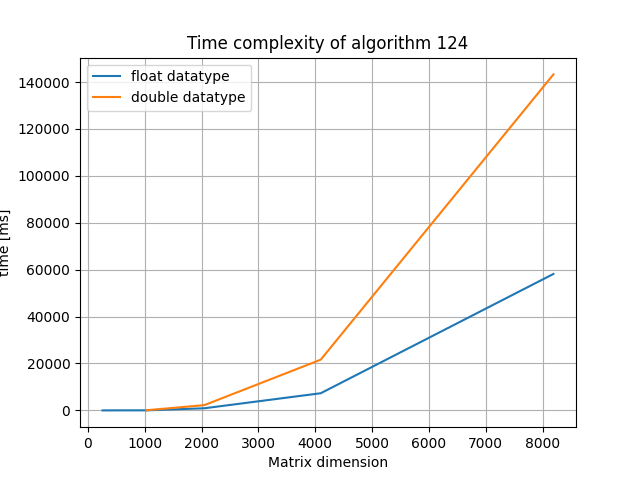 Time complexity of algorithm 124
float datatype
double datatype
140000
120000
100000
80000
60000
40000
20000
0
time [ms]
0 1000 2000 3000 4000 5000 6000 7000 8000
Matrix dimension